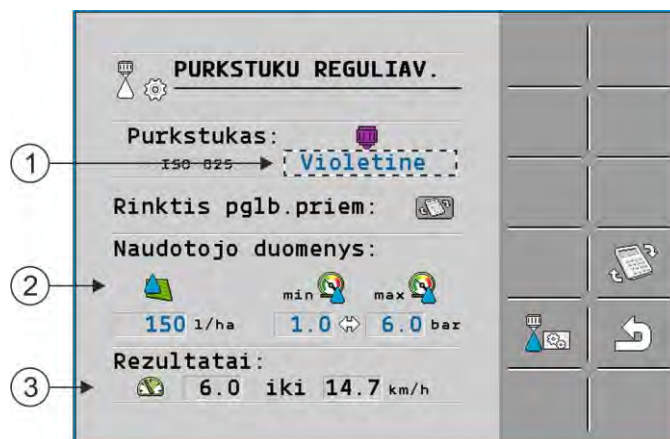 PURKSTUKU REGULIAV.
Purkstukas:
1
ISO 025 Violetine
Rinktis pglb.priem:
Naudotojo duomenys:
2
min max
150 l/ha 1.0 6.0 bar
Rezultatai:
3
6.0 iki 14.7 km/h